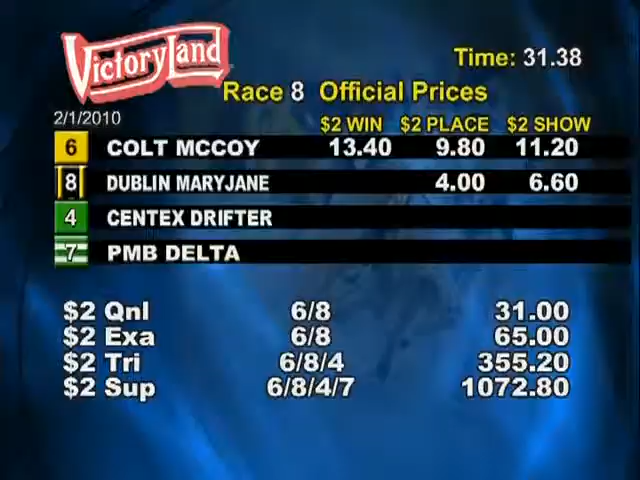 VICTORYLAND
Time: 31.38
Race 8 Official Prices
2/1/2010
$2 WIN $2 PLACE $2 SHOW
6 COLT MCCOY 13.40 9.80 11.20
8 DUBLIN MARYJANE 4.00 6.60
4 CENTEX DRIFTER
7 PMB DELTA
$2 Qnl 6/8 31.00
$2 Exa 6/8 65.00
$2 Tri 6/8/4 355.20
$2 Sup 6/8/4/7 1072.80